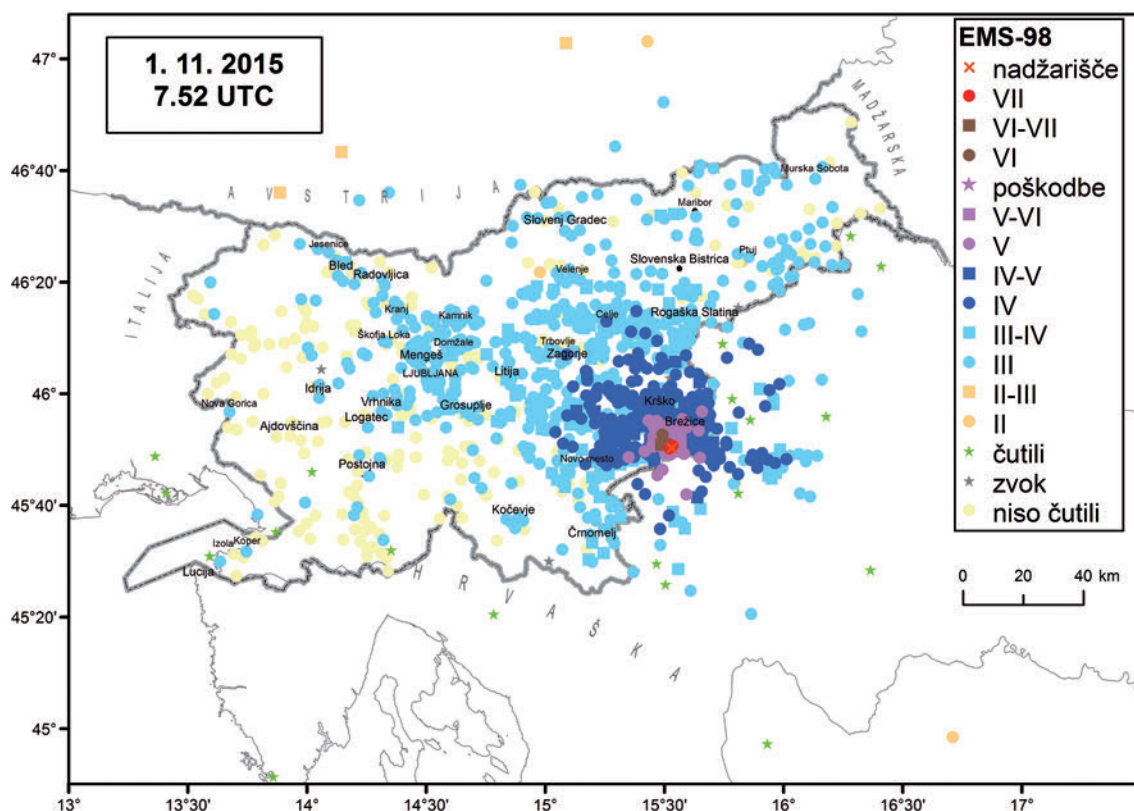 1. 11. 2015
7.52 UTC
EMS-98
nadžarišče
VII
VI-VII
VI
poškodbe
V-VI
V
IV-V
IV
III-IV
III
II-III
II
čutili
zvok
niso čutili
0 20 40 km
47°
46°40'
46°20'
46°
45°40'
45°20'
45°
13° 13°30' 14° 14°30' 15° 15°30' 16° 16°30' 17°
MADŽARSKA
AVSTRIJA
ITALIJA
HRVAŠKA
Murska Sobota
Maribor
Slovenj Gradec
Ptuj
Jesenice
Bled
Radovljica
Velenje
Slovenska Bistrica
Kranj
Kamnik
Celje
Rogaška Slatina
Škofja Loka
Domžale
Trbovlje
Mengeš
Zagorje
LJUBLJANA
Litija
Idrija
Nova Gorica
Vrhnika
Grosuplje
Krško
Logatec
Brežice
Ajdovščina
Postojna
Novo mesto
Kočevje
Črnomelj
Izola
Koper
Lucija